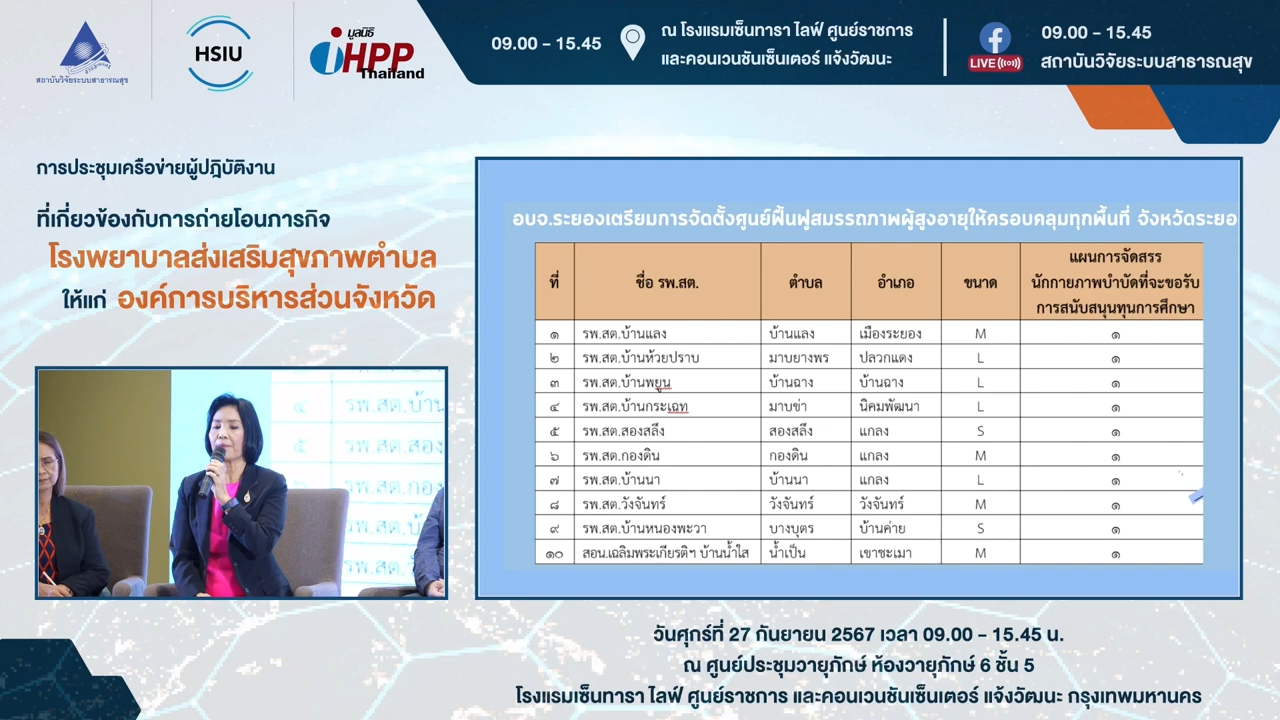 สถาบันวิจัยระบบสาธารณสุข
HSIU
มูลนิธิ
iHPP
Thailand
09.00 - 15.45
ณ โรงแรมเซ็นทารา ไลฟ์ ศูนย์ราชการ
และคอนเวนชันเซ็นเตอร์ แจ้งวัฒนะ
LIVE
09.00 - 15.45
สถาบันวิจัยระบบสาธารณสุข
การประชุมเครือข่ายผู้ปฏิบัติงาน
ที่เกี่ยวข้องกับการถ่ายโอนภารกิจ
โรงพยาบาลส่งเสริมสุขภาพตำบล
ให้แก่ องค์การบริหารส่วนจังหวัด
อบจ.ระยองเตรียมการจัดตั้งศูนย์ฟื้นฟูสมรรถภาพผู้สูงอายุให้ครอบคลุมทุกพื้นที่ จังหวัดระยอ
ที่ ชื่อ รพ.สต. ตำบล อำเภอ ขนาด แผนการจัดสรร
นักกายภาพบำบัดที่จะขอรับ
การสนับสนุนทุนการศึกษา
๑ รพ.สต.บ้านแลง บ้านแลง เมืองระยอง M ๑
๒ รพ.สต.บ้านห้วยปราบ มาบยางพร ปลวกแดง L ๑
๓ รพ.สต.บ้านพยูน บ้านฉาง บ้านฉาง L ๑
๔ รพ.สต.บ้านกระเฉท มาบข่า นิคมพัฒนา L ๑
๕ รพ.สต.สองสลึง สองสลึง แกลง S ๑
๖ รพ.สต.กองดิน กองดิน แกลง M ๑
๗ รพ.สต.บ้านนา บ้านนา แกลง L ๑
๘ รพ.สต.วังจันทร์ วังจันทร์ วังจันทร์ M ๑
๙ รพ.สต.บ้านหนองพะวา บางบุตร บ้านค่าย S ๑
๑๐ สอน.เฉลิมพระเกียรติฯ บ้านน้ำใส น้ำเป็น เขาชะเมา M ๑
๔ รพ.สต.บ้าน
๕ รพ.สต.สอง
รพ.สต.กอง
รพ.สต.บ้
วันศุกร์ที่ 27 กันยายน 2567 เวลา 09.00 - 15.45 น.
ณ ศูนย์ประชุมวายุภักษ์ ห้องวายุภักษ์ 6 ชั้น 5
โรงแรมเซ็นทารา ไลฟ์ ศูนย์ราชการ และคอนเวนชันเซ็นเตอร์ แจ้งวัฒนะ กรุงเทพมหานคร